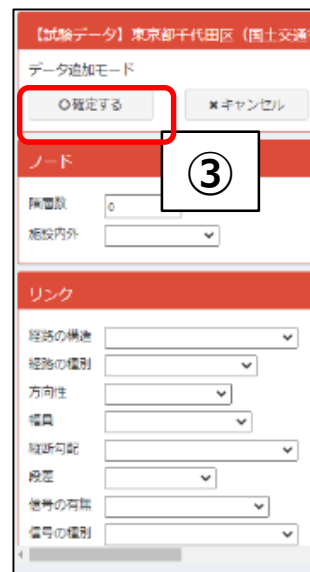 【試験データ】東京都千代田区（国土交通
データ追加モード
確定する ✖キャンセル
③
ノード
階層数 0
施設内外
リンク
経路の構造
経路の種別
方向性
幅員
縦断勾配
段差
信号の有無
信号の種別